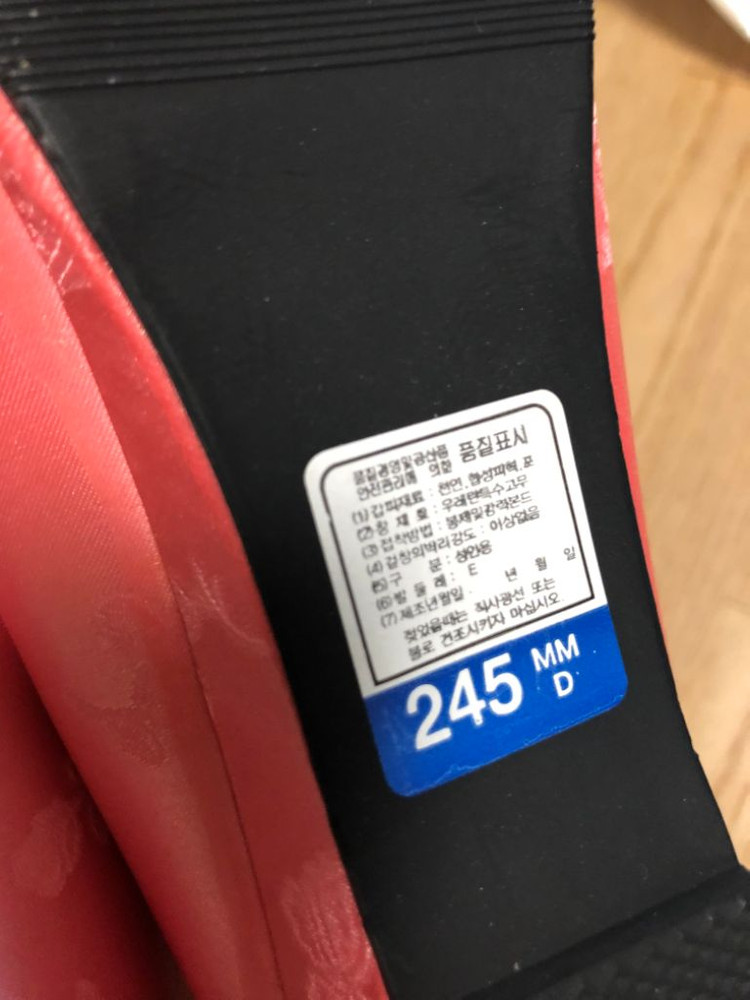 품질경영및공산품
안전관리에 의한 품질표시
(1)갑피재료 : 천연.합성피혁.포
(2)창 재 료 : 우레탄특수고무
(3)접착방법 : 봉제및강력본드
(4)겉창의박리강도 : 이상없음
(5)구 분 : 성인용
(6)발 둘 레 : E
(7)제조년월일 . 년 월 일
젖었을때는 직사광선 또는
불로 건조시키지 마십시오.
245 MM
D